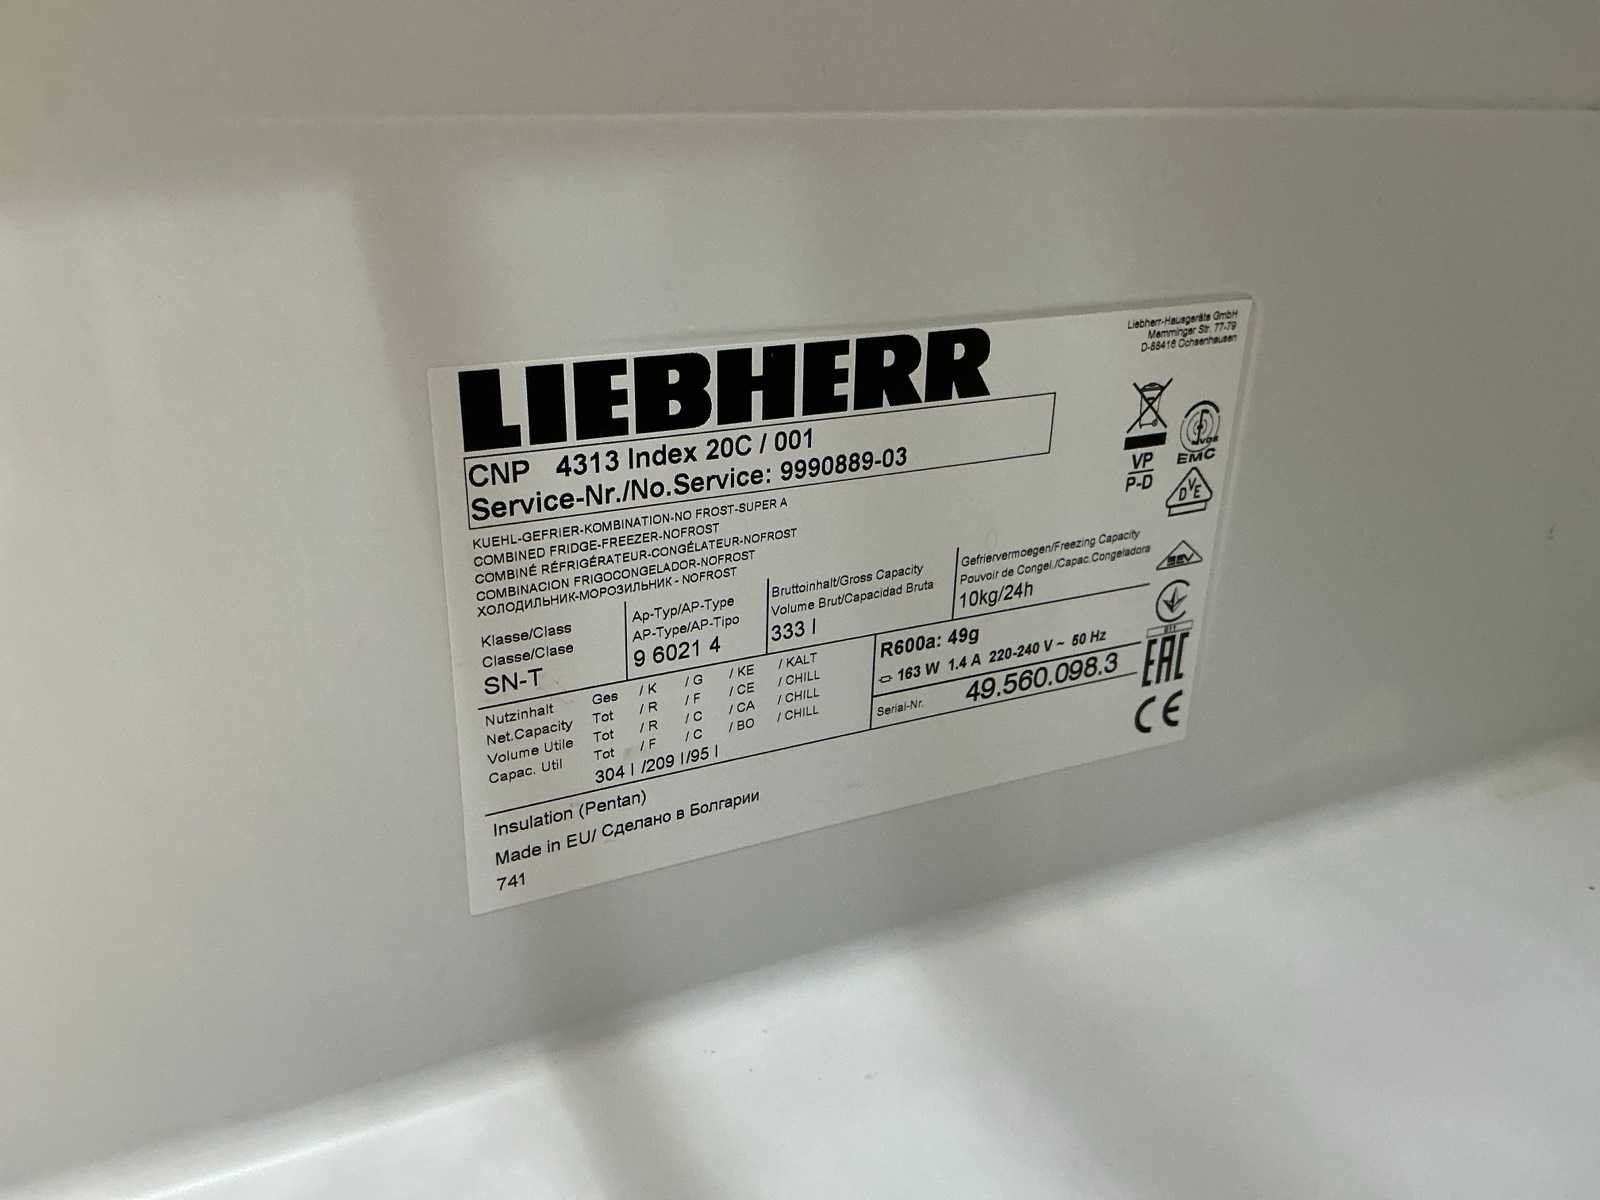 LIEBHERR
Liebherr-Hausgeräte GmbH
Memminger Str. 77-79
D-88416 Ochsenhausen
CNP 4313 Index 20C / 001
Service-Nr./No.Service: 9990889-03
KUEHL-GEFRIER-KOMBINATION-NO FROST-SUPER A
COMBINED FRIDGE-FREEZER-NOFROST
COMBINÉ RÉFRIGÉRATEUR-CONGÉLATEUR-NOFROST
COMBINACION FRIGOCONGELADOR-NOFROST
ХОЛОДИЛЬНИК-МОРОЗИЛЬНИК - NOFROST
VP
P-D
VDE
EMC
DVE
SEV
Klasse/Class
Classe/Clase
SN-T
Ap-Typ/AP-Type
AP-Type/AP-Tipo
9 6021 4
Bruttoinhalt/Gross Capacity
Volume Brut/Capacidad Bruta
333 l
Gefriervermoegen/Freezing Capacity
Pouvoir de Congel./Capac.Congeladora
10kg/24h
Nutzinhalt Ges / K / G / KE / KALT
Net.Capacity Tot / R / F / CE / CHILL
Volume Utile Tot / R / C / CA / CHILL
Capac. Util Tot / F / C / BO / CHILL
304 l /209 l/95 l
R600a: 49g
163 W 1.4 A 220-240 V ~ 50 Hz
Serial-Nr. 49.560.098.3
EAC
CE
Insulation (Pentan)
Made in EU/ Сделано в Болгарии
741